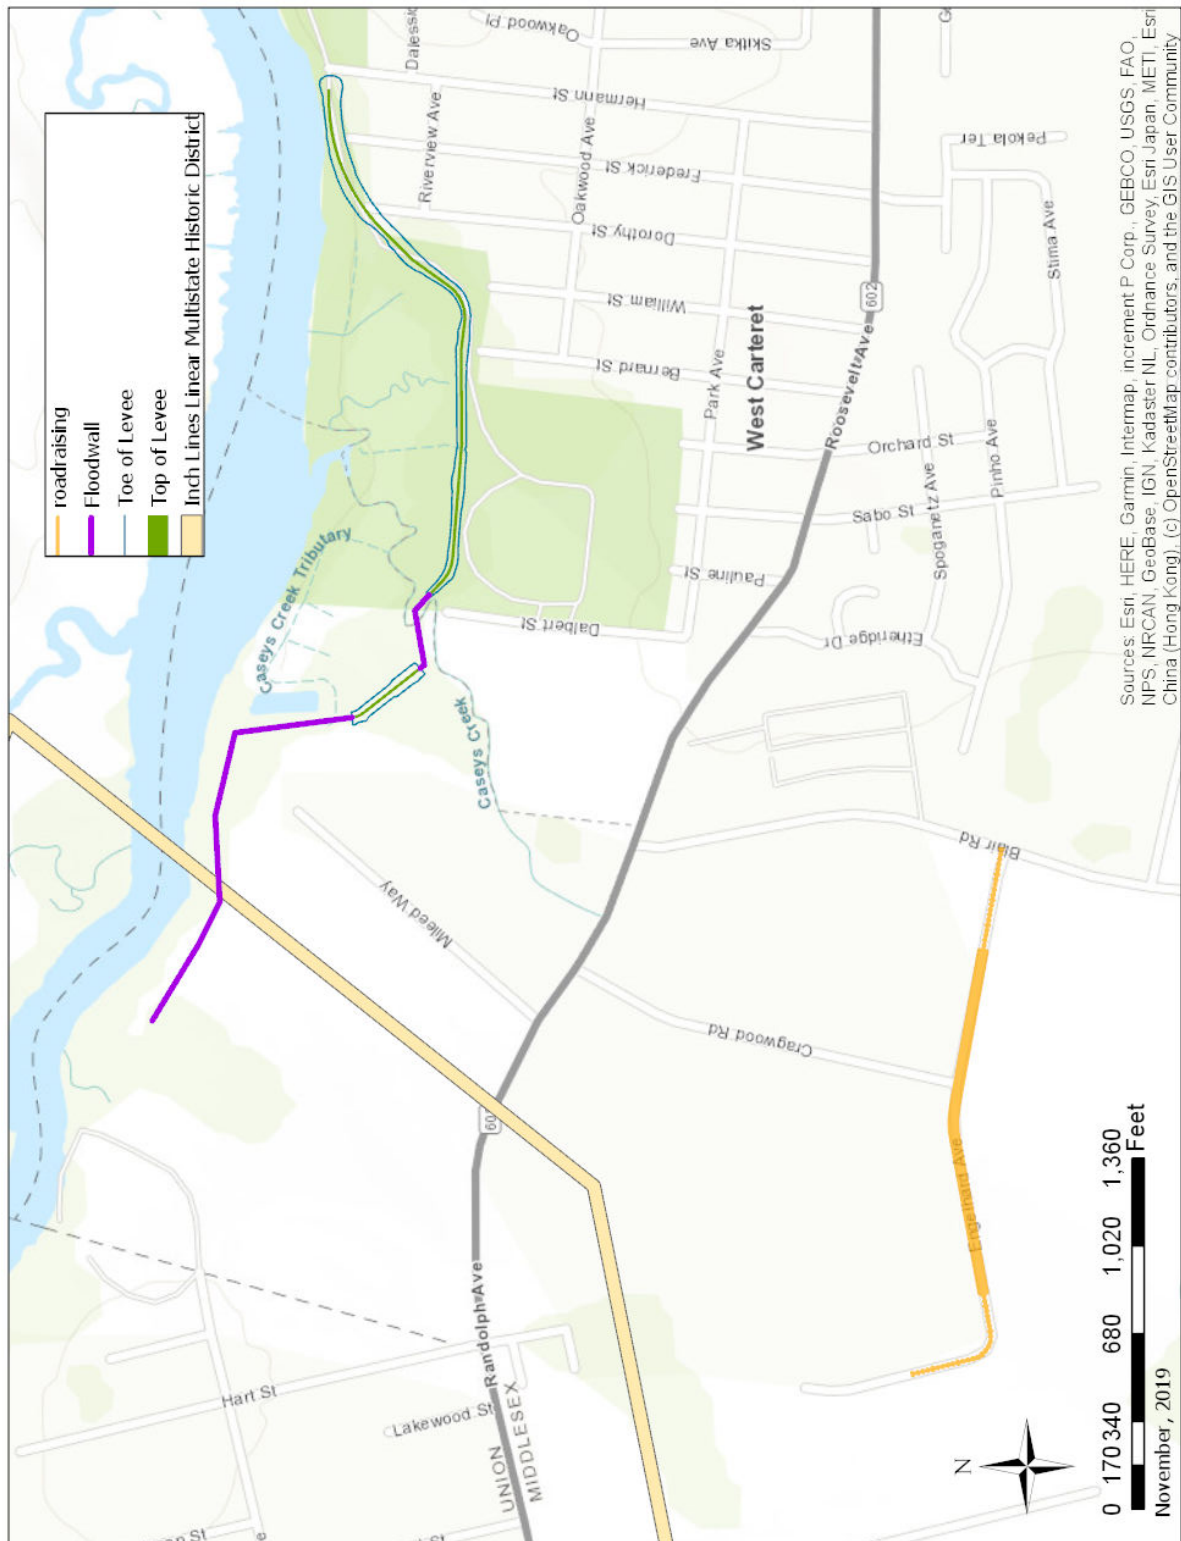 roadraising
Floodwall
Toe of Levee
Top of Levee
Inch Lines Linear Multistate Historic District
Caseys Creek Tributary
Caseys Creek
Mileed Way
Cragwood Rd
Engelhard Ave
Blair Rd
Hart St
Lakewood St
Randolph Ave
UNION
MIDDLESEX
Roosevelt Ave
602
West Carteret
Oakwood Pl
Skitka Ave
Dalessio
Riverview Ave
Oakwood Ave
Hermann St
Frederick St
Dorothy St
William St
Bernard St
Park Ave
Dalbert St
Pauline St
Orchard St
Sabo St
Spoganetz Ave
Etheridge Dr
Pinho Ave
Stima Ave
Pekola Ter
N
0 170 340 680 1,020 1,360
Feet
November, 2019
Sources: Esri, HERE, Garmin, Intermap, increment P Corp., GEBCO, USGS, FAO,
NPS, NRCAN, GeoBase, IGN, Kadaster NL, Ordnance Survey, Esri Japan, METI, Esri
China (Hong Kong), (c) OpenStreetMap contributors, and the GIS User Community